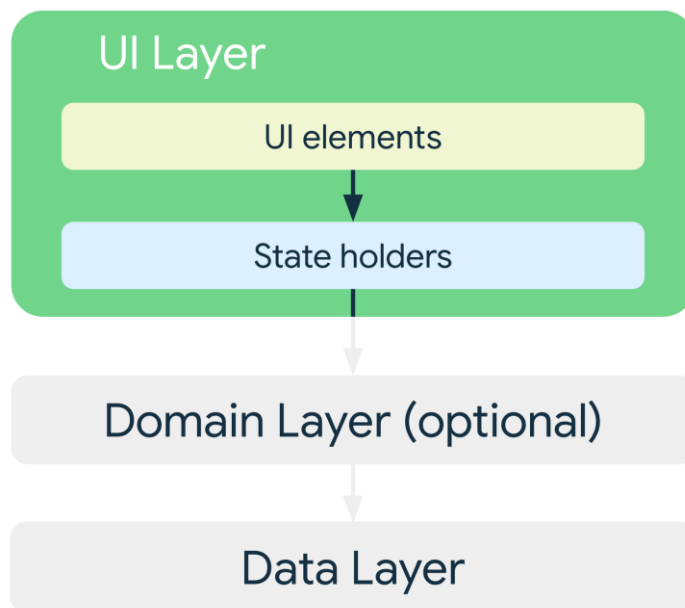 UI Layer
UI elements
State holders
Domain Layer (optional)
Data Layer